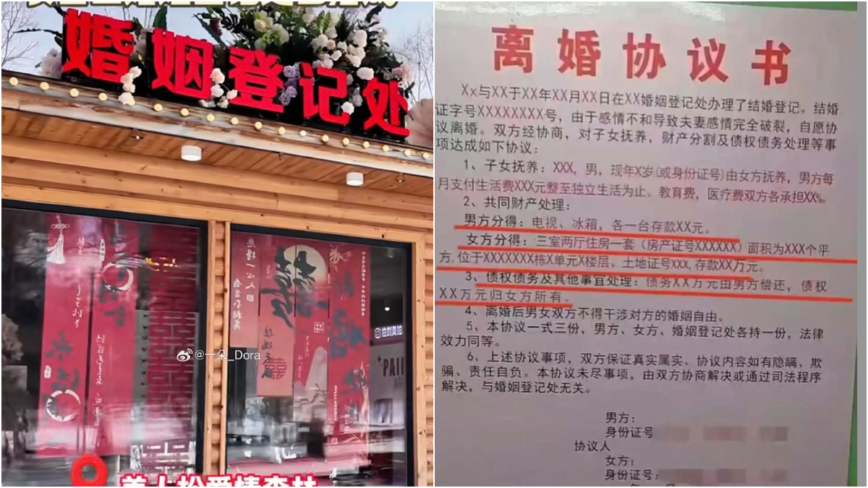 婚姻登记处
@一朵_Dora
美人松爱情森林
离婚协议书
Xx与XX于XX年XX月XX日在XX婚姻登记处办理了结婚登记。结婚
证字号XXXXXXXX号，由于感情不和导致夫妻感情完全破裂，自愿协
议离婚。双方经协商，对子女抚养，财产分割及债权债务处理等事
项达成如下协议：
1、子女抚养：XXX，男，现年X岁(或身份证号)由女方抚养，男方每
月支付生活费XXX元整至独立生活为止。教育费，医疗费双方各承担XX%。
2、共同财产处理：
男方分得：电视、冰箱，各一台存款XX元。
女方分得：三室两厅住房一套（房产证号XXXXXX）面积为XXX个平
方,位于XXXXXXX栋X单元X楼层、土地证号xxx,存款XX万元。
3、债权债务及其他事宜处理：债务XX万元由男方偿还，债权
XX万元归女方所有。
4、离婚后男女双方不得干涉对方的婚姻自由。
5、本协议一式三份，男方、女方、婚姻登记处各持一份，法律
效力同等。
6、上述协议事项，双方保证真实属实、协议内容如有隐瞒、欺
骗、责任自负。本协议未尽事项，由双方协商解决或通过司法程序
解决，与婚姻登记处无关。
男方：
身份证号
协议人
女方：
身份证号：